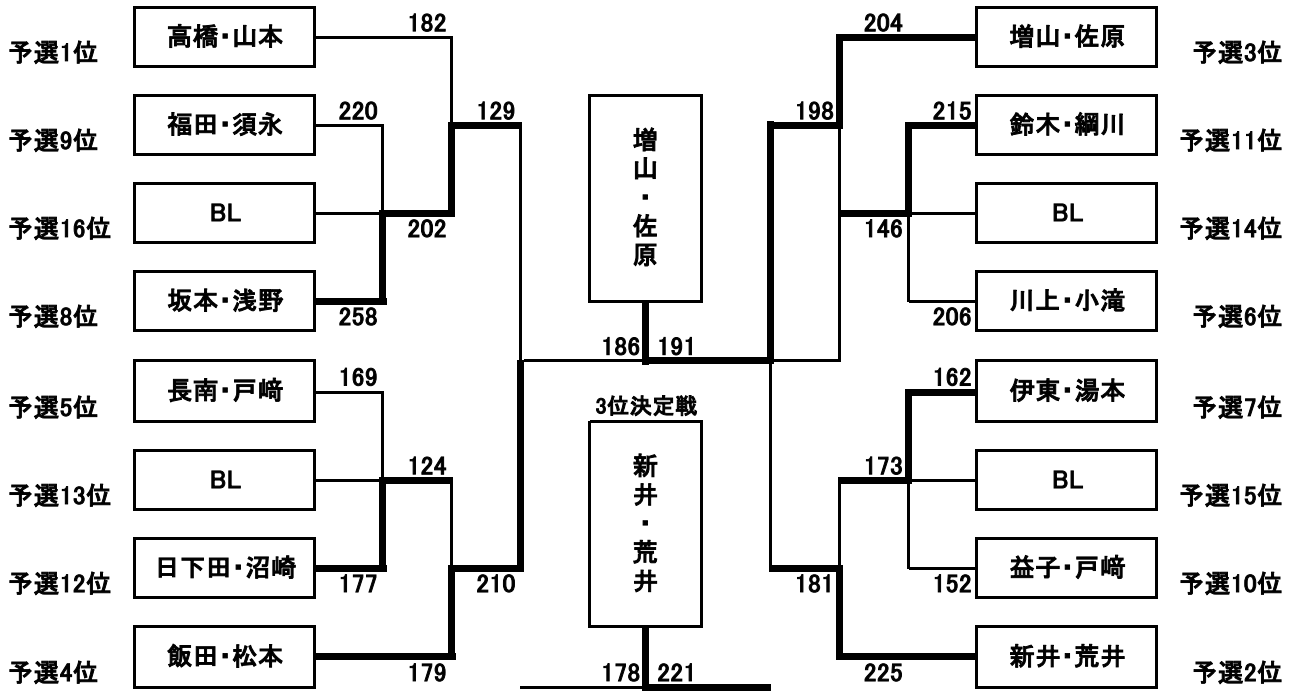 予選1位
高橋・山本
182
予選9位
福田・須永
220
129
予選16位
BL
202
予選8位
坂本・浅野
258
予選5位
長南・戸﨑
169
予選13位
BL
124
予選12位
日下田・沼崎
177
210
予選4位
飯田・松本
179
増山・佐原
186 191
3位決定戦
新井・荒井
178 221
204
増山・佐原
予選3位
198
215
鈴木・綱川
予選11位
146
BL
予選14位
206
川上・小滝
予選6位
162
伊東・湯本
予選7位
173
BL
予選15位
181
152
益子・戸﨑
予選10位
225
新井・荒井
予選2位